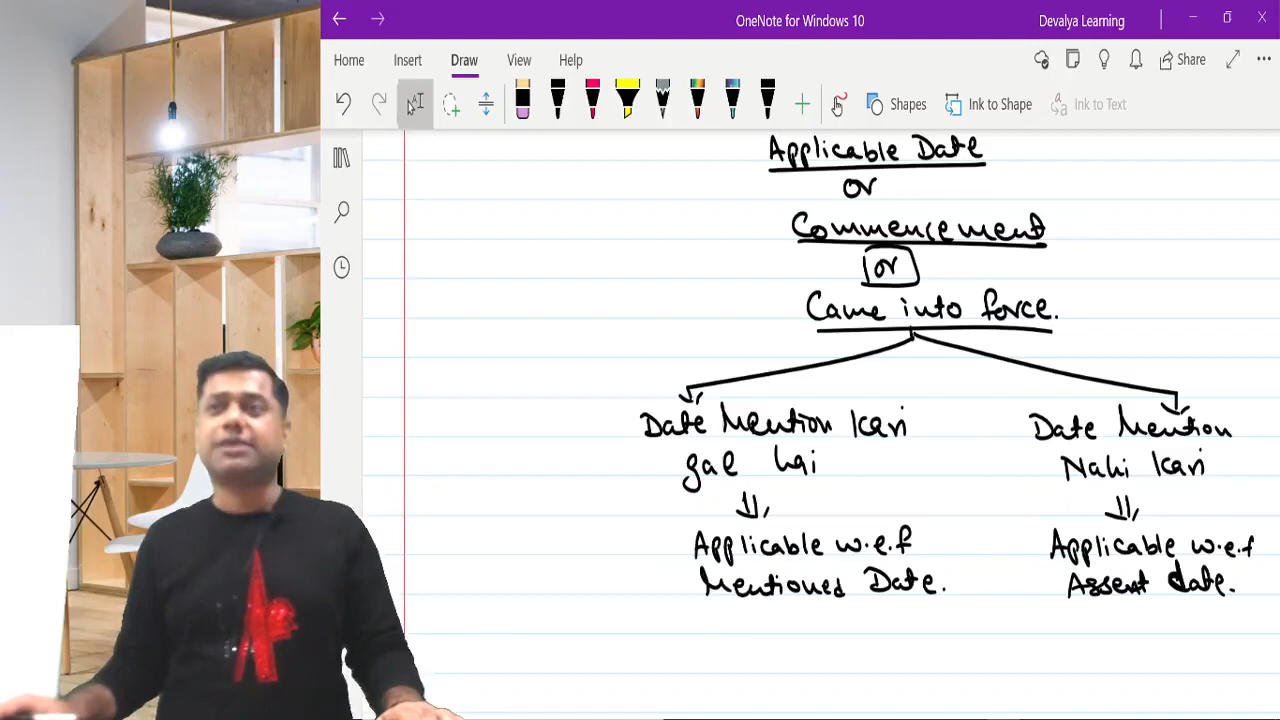 OneNote for Windows 10
Devalya Learning
Home Insert Draw View Help
Share
Shapes
Ink to Shape
Ink to Text
Applicable Date
or
Commencement
or
Came into force.
Date Mention Kari
gae hai
Applicable w.e.f
Mentioned Date.
Date Mention
Nahi Kari
Applicable w.e.f
Assent date.